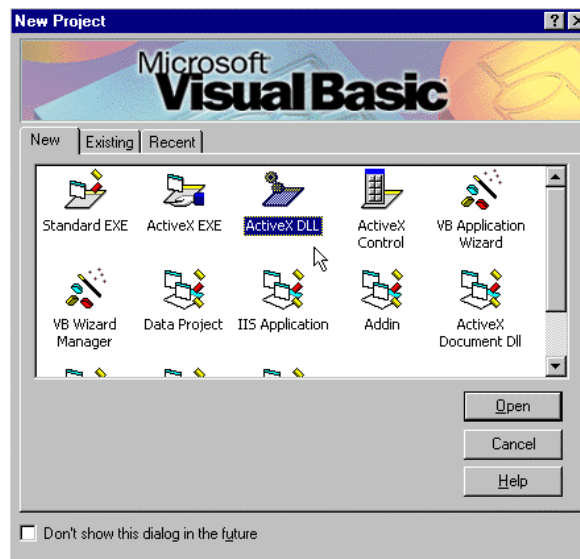 New Project
Microsoft
Visual Basic
New Existing Recent
Standard EXE ActiveX EXE ActiveX DLL ActiveX Control VB Application Wizard
VB Wizard Manager Data Project IIS Application Addin ActiveX Document Dll
Open
Cancel
Help
Don't show this dialog in the future